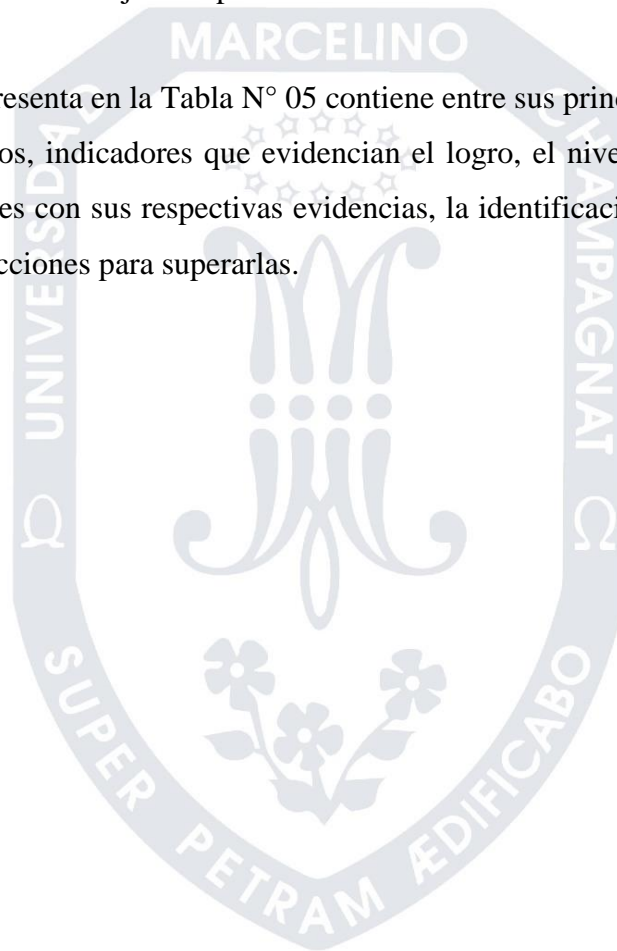 MARCELINO
resenta en la Tabla N° 05 contiene entre sus princ
os, indicadores que evidencian el logro, el nive
es con sus respectivas evidencias, la identificaci
cciones para superarlas.
UNIVERSIDAD
CHAMPAGNAT
Ω Ω
SUPER PETRAM ÆDIFICABO